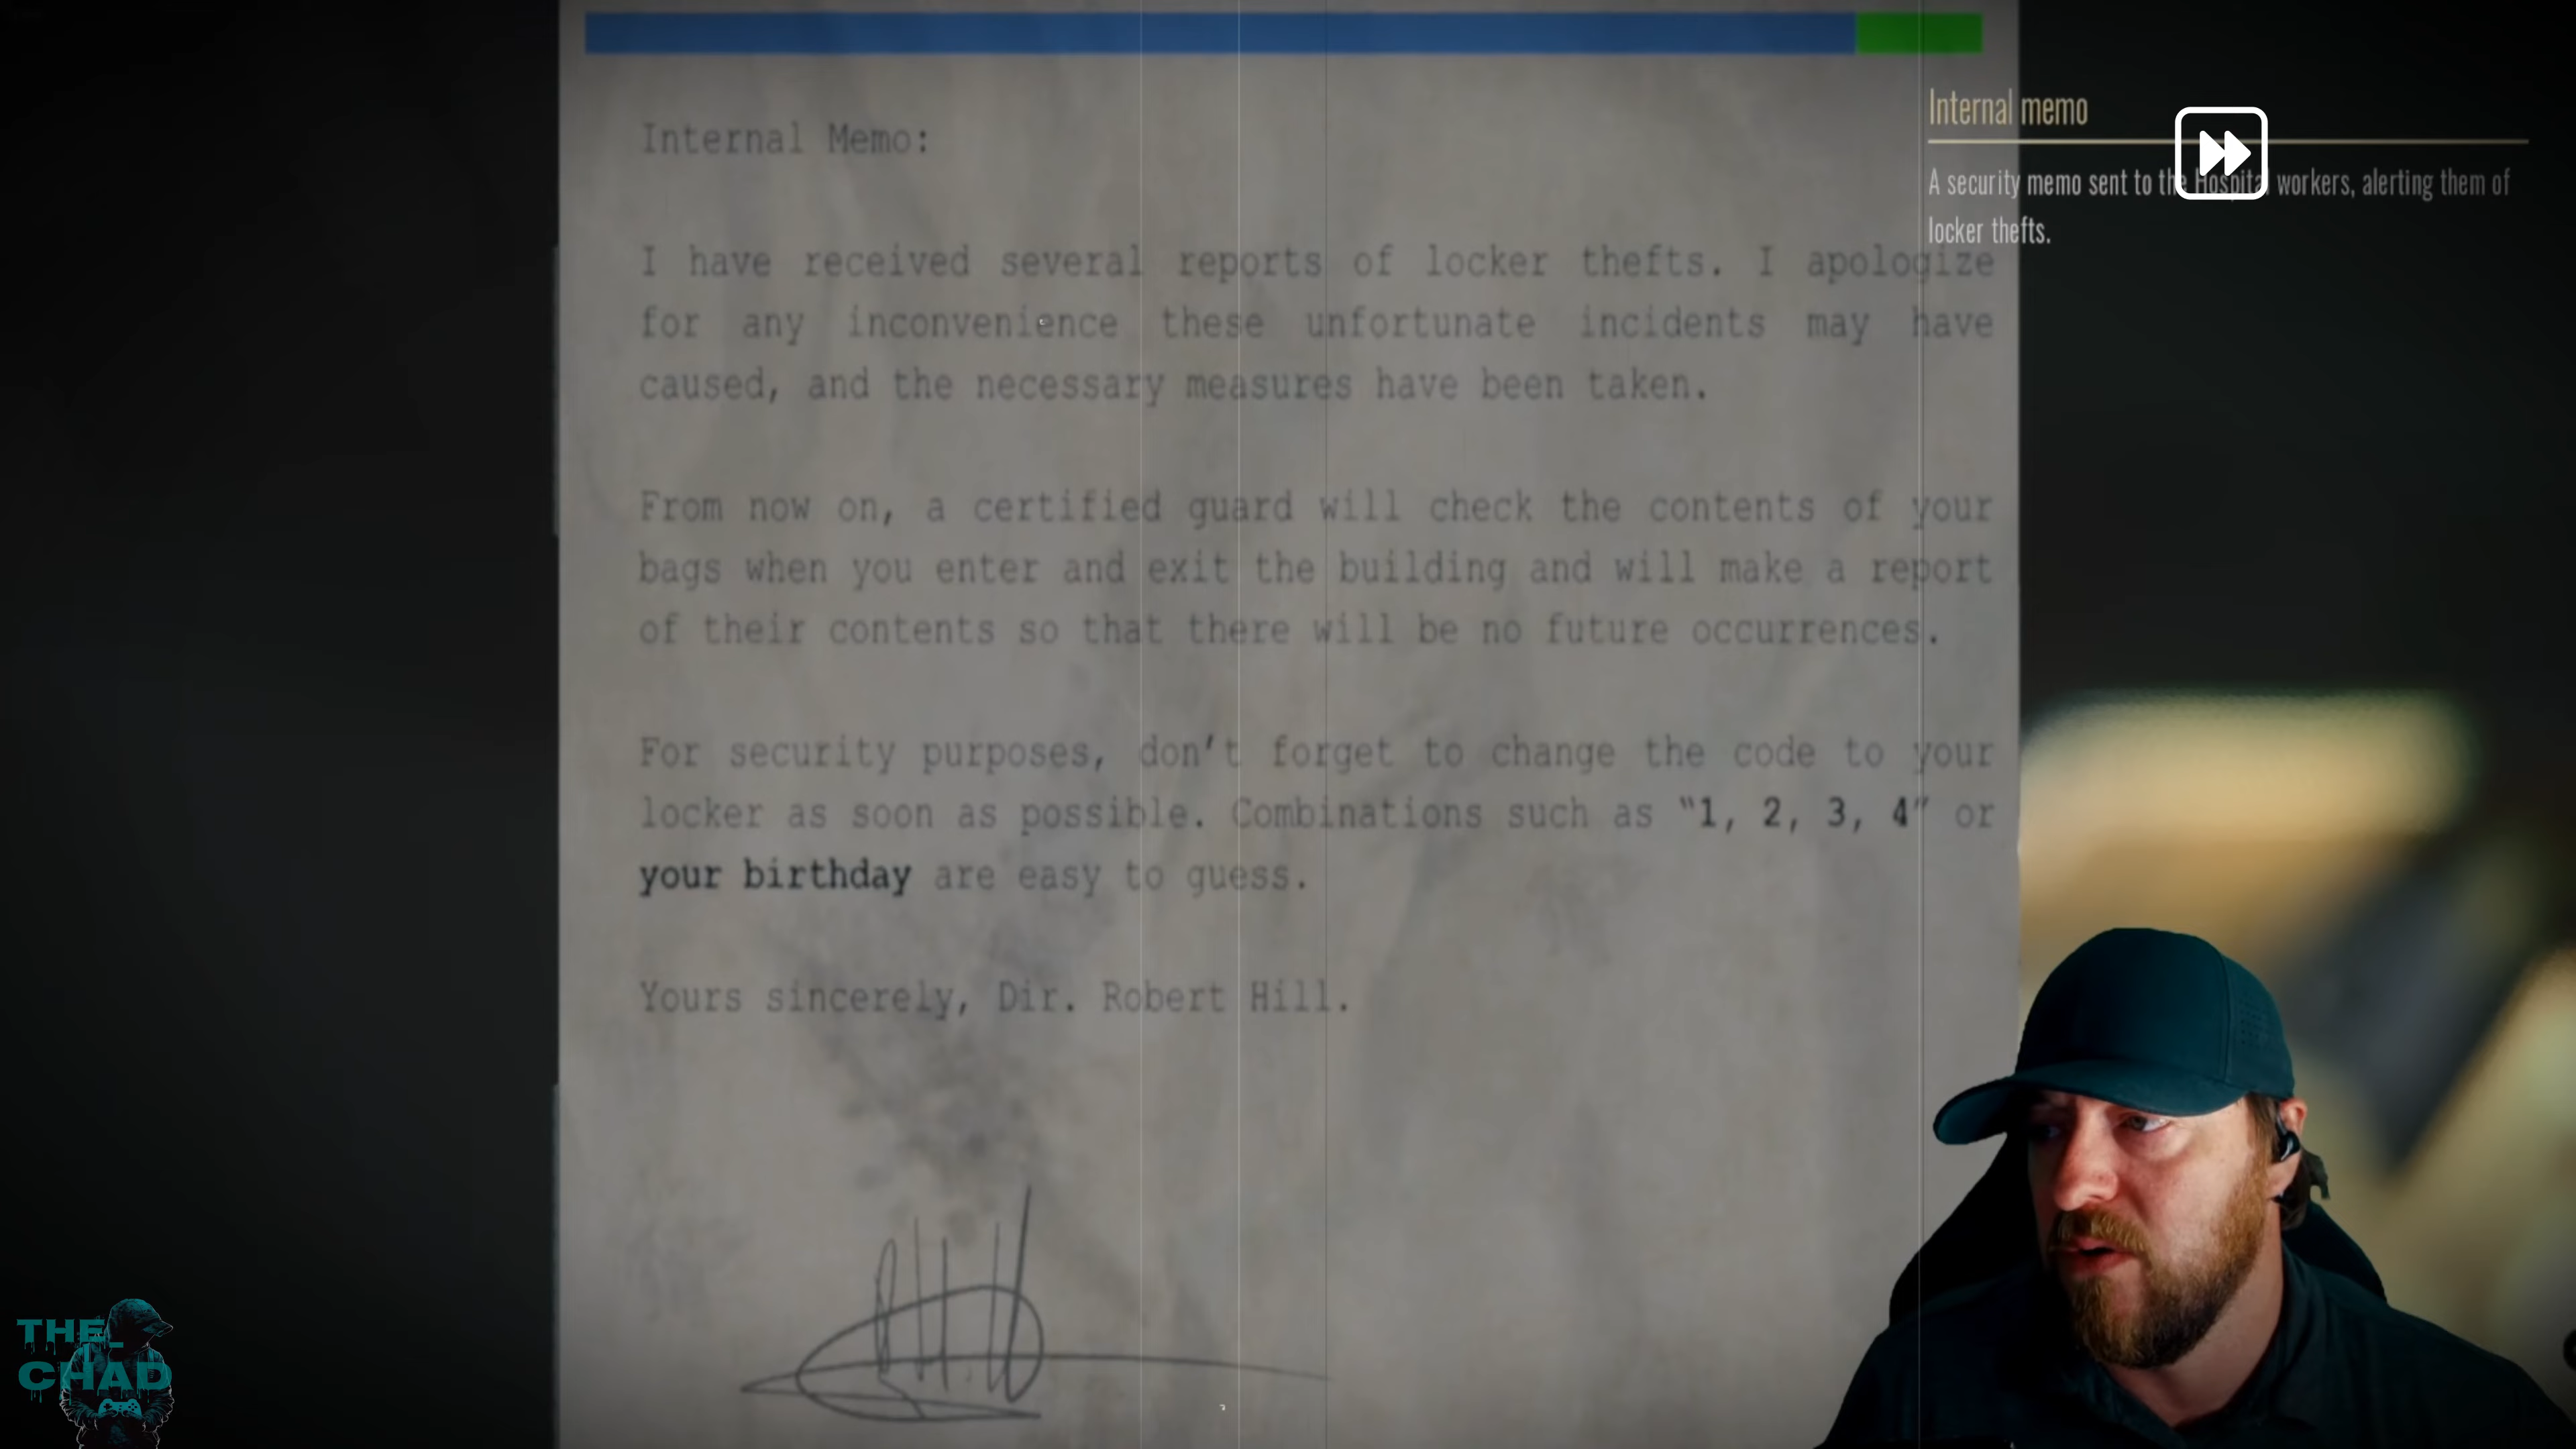 Internal Memo:
I have received several reports of locker thefts. I apologize
for any inconvenience these unfortunate incidents may have
caused, and the necessary measures have been taken.
From now on, a certified guard will check the contents of your
bags when you enter and exit the building and will make a report
of their contents so that there will be no future occurrences.
For security purposes, don't forget to change the code to your
locker as soon as possible. Combinations such as "1, 2, 3, 4" or
your birthday are easy to guess.
Yours sincerely, Dir. Robert Hill.
Internal memo
A security memo sent to the Hospital workers, alerting them of
locker thefts.
THE
CHAD